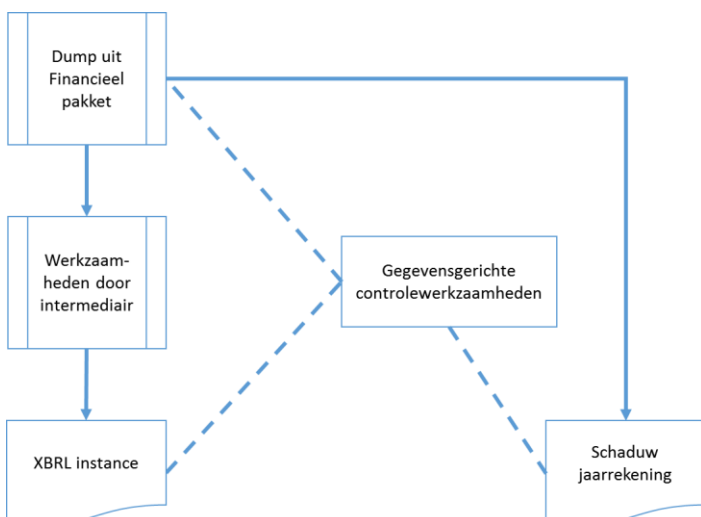 Dump uit
Financieel
pakket
Werkzaam-
heden door
intermediair
Gegevensgerichte
controlewerkzaamheden
XBRL instance
Schaduw
jaarrekening